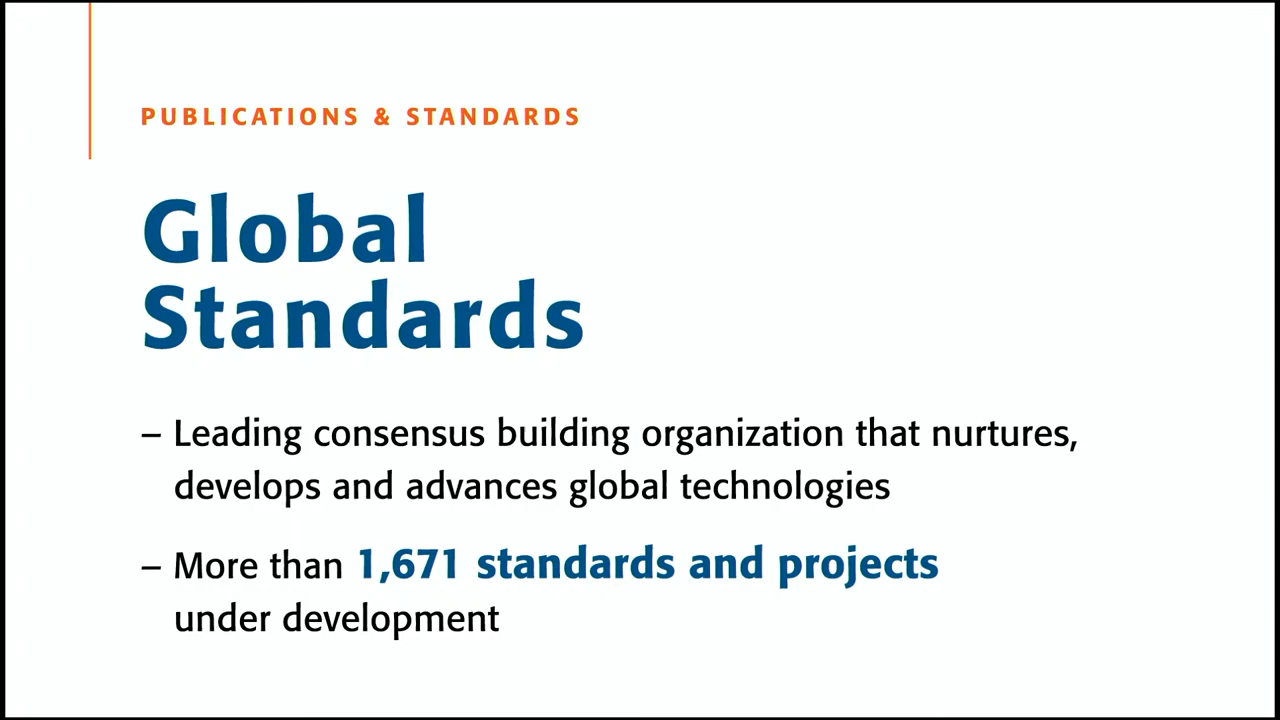 PUBLICATIONS & STANDARDS
Global
Standards
– Leading consensus building organization that nurtures,
develops and advances global technologies
– More than 1,671 standards and projects
under development